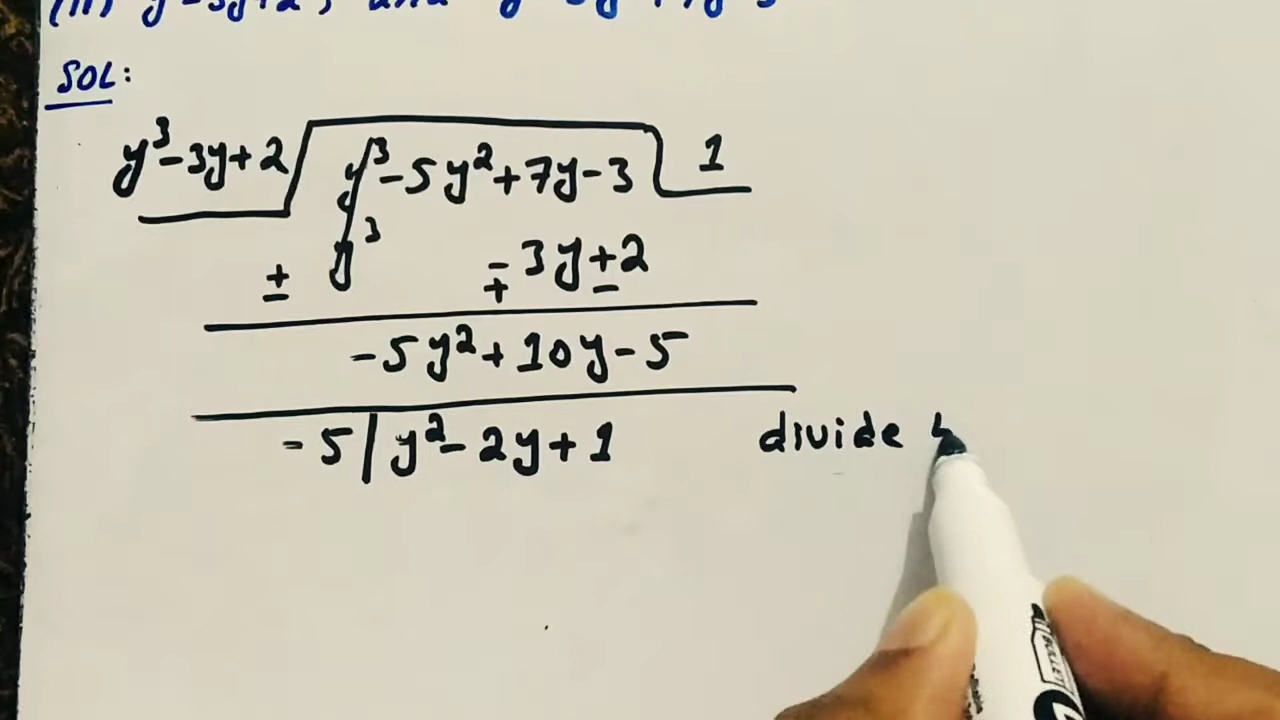 SOL:
y³-3y+2 y³-5y²+7y-3 1
± y³ -3y+2
∓ −
-5y²+10y-5
-5|y²-2y+1 divide